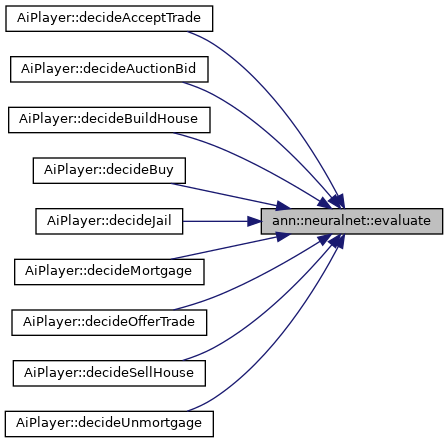 AiPlayer::decideAcceptTrade
AiPlayer::decideAuctionBid
AiPlayer::decideBuildHouse
AiPlayer::decideBuy
AiPlayer::decideJail
ann::neuralnet::evaluate
AiPlayer::decideMortgage
AiPlayer::decideOfferTrade
AiPlayer::decideSellHouse
AiPlayer::decideUnmortgage